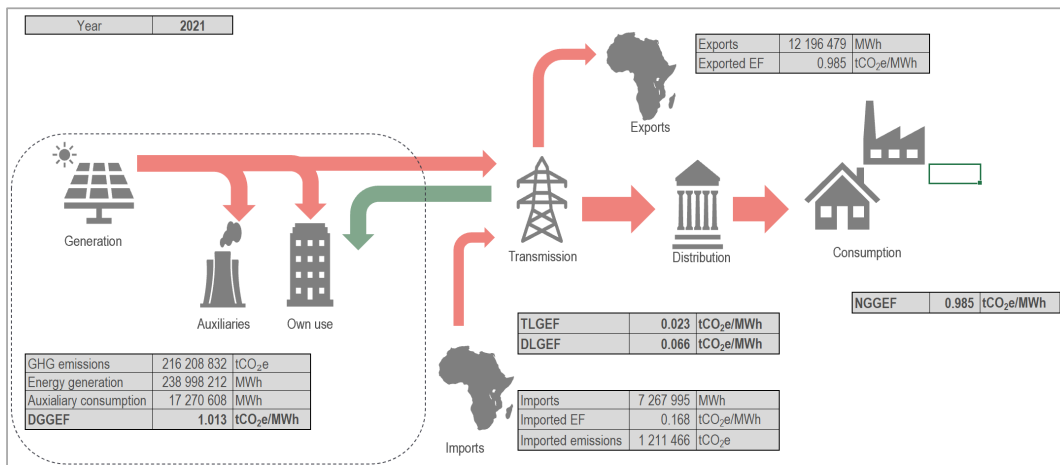 Year 2021
Exports 12 196 479 MWh
Exported EF 0.985 tCO₂e/MWh
Exports
Generation
Transmission
Distribution
Consumption
Auxiliaries
Own use
NGGEF 0.985 tCO₂e/MWh
TLGEF 0.023 tCO₂e/MWh
DLGEF 0.066 tCO₂e/MWh
GHG emissions 216 208 832 tCO₂e
Energy generation 238 998 212 MWh
Auxialiary consumption 17 270 608 MWh
DGGEF 1.013 tCO₂e/MWh
Imports
Imports 7 267 995 MWh
Imported EF 0.168 tCO₂e/MWh
Imported emissions 1 211 466 tCO₂e